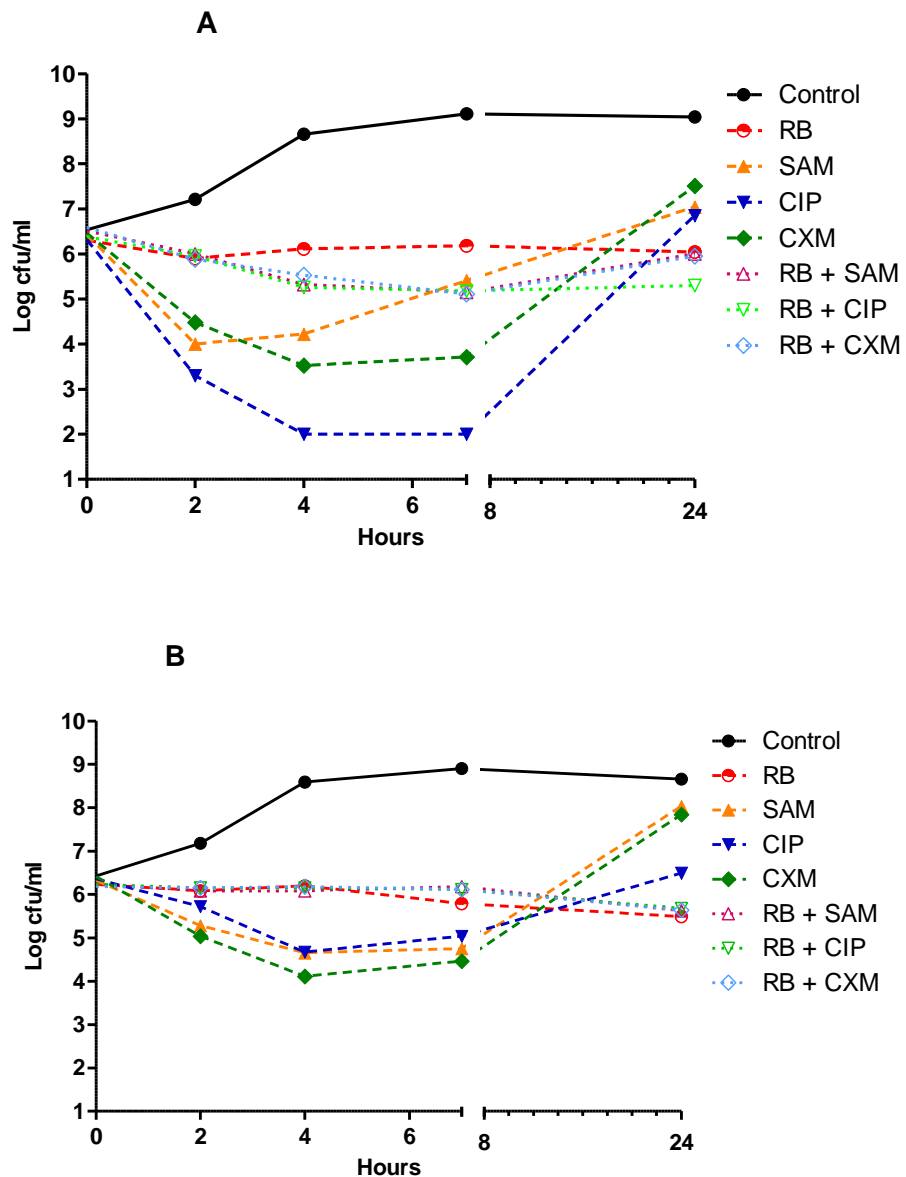 A
10
9
8
7
6
5
4
3
2
1
Log cfu/ml
0 2 4 6 8 24
Hours
Control
RB
SAM
CIP
CXM
RB + SAM
RB + CIP
RB + CXM
B
10
9
8
7
6
5
4
3
2
1
Log cfu/ml
0 2 4 6 8 24
Hours
Control
RB
SAM
CIP
CXM
RB + SAM
RB + CIP
RB + CXM